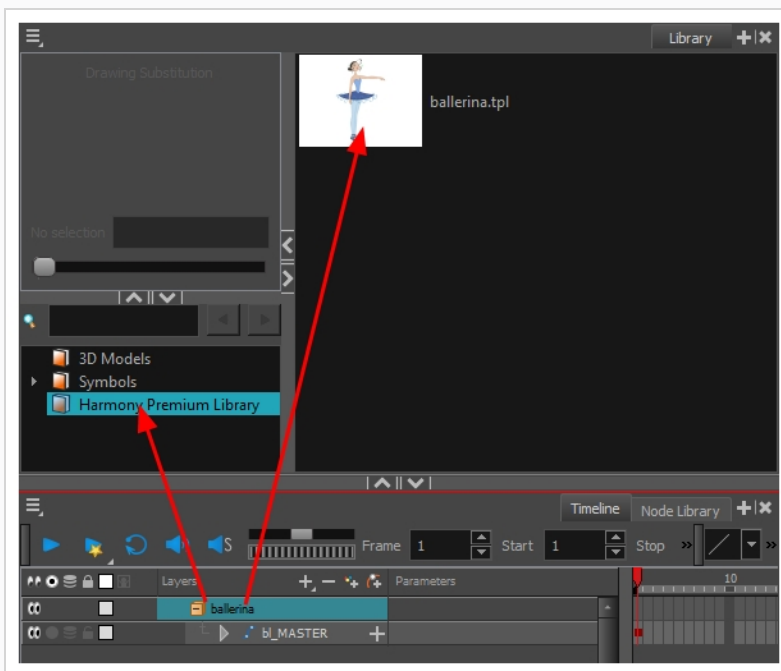 Library
Drawing Substitution
ballerina.tpl
No selection
3D Models
Symbols
Harmony Premium Library
Timeline Node Library
S Frame 1 Start 1 Stop
Layers Parameters 10
ballerina
bl_MASTER